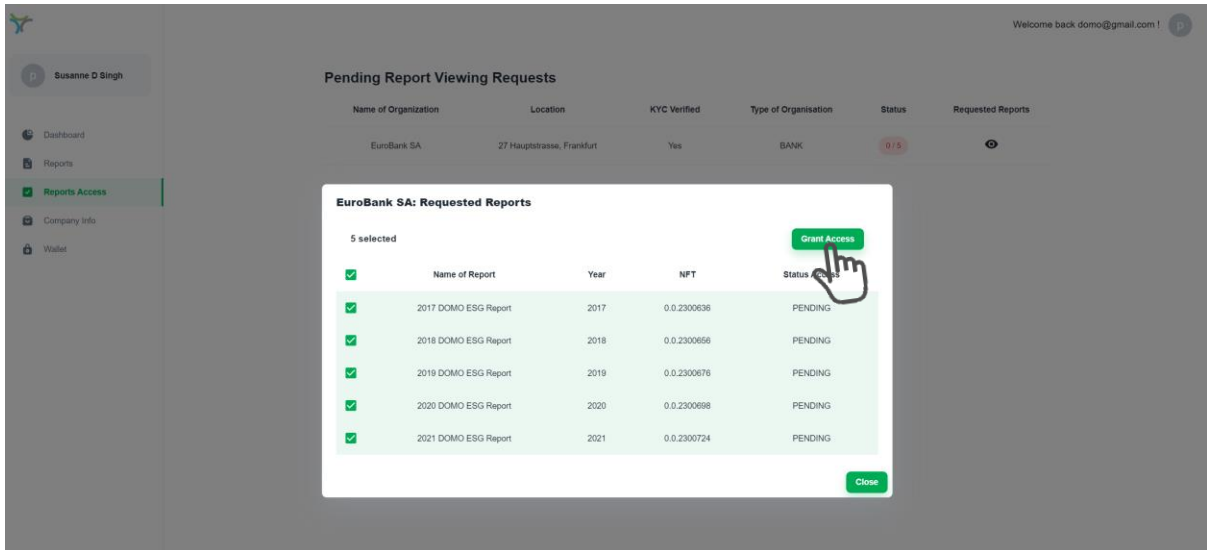 Welcome back domo@gmail.com !
p
p
Susanne D Singh
Dashboard
Reports
Reports Access
Company Info
Wallet
Pending Report Viewing Requests
Name of Organization Location KYC Verified Type of Organisation Status Requested Reports
EuroBank SA 27 Hauptstrasse, Frankfurt Yes BANK 0 / 5
EuroBank SA: Requested Reports
5 selected
Grant Access
Name of Report Year NFT Status Access
2017 DOMO ESG Report 2017 0.0.2300636 PENDING
2018 DOMO ESG Report 2018 0.0.2300656 PENDING
2019 DOMO ESG Report 2019 0.0.2300676 PENDING
2020 DOMO ESG Report 2020 0.0.2300698 PENDING
2021 DOMO ESG Report 2021 0.0.2300724 PENDING
Close